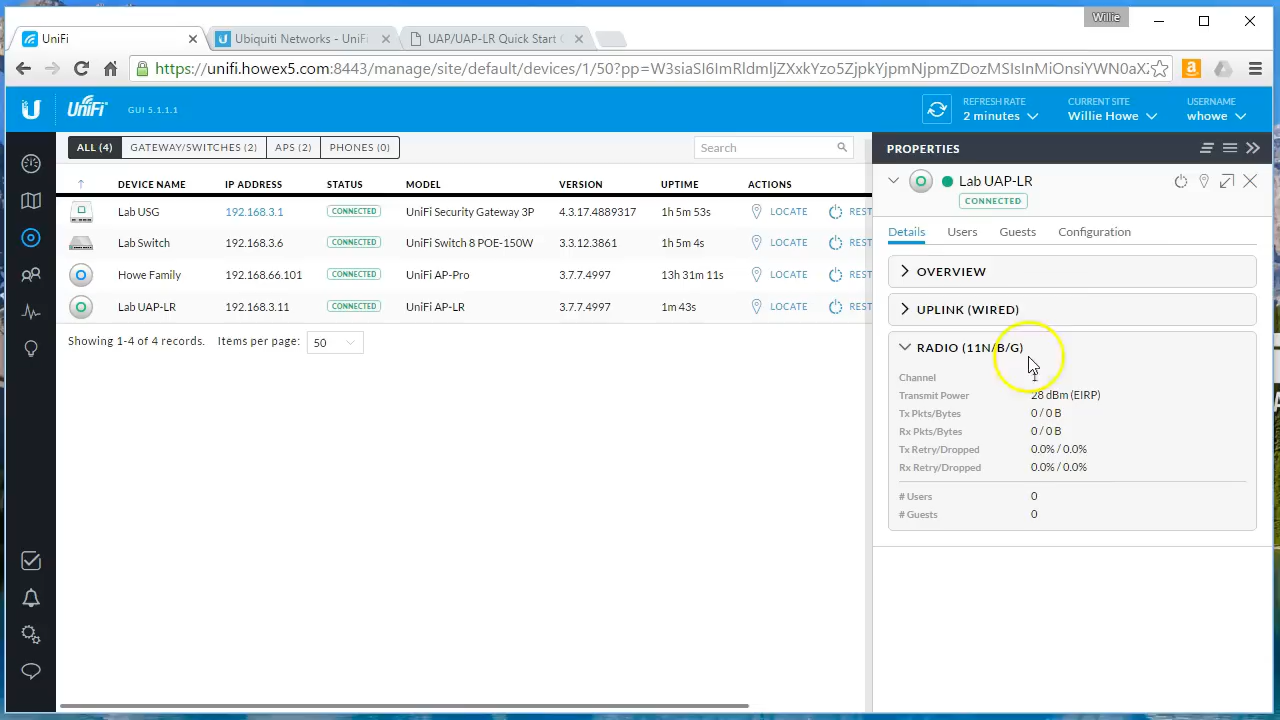 Willie
UniFi
Ubiquiti Networks - UniFi
UAP/UAP-LR Quick Start G
https://unifi.howex5.com:8443/manage/site/default/devices/1/50?pp=
UniFi
GUI 5.1.1.1
REFRESH RATE
2 minutes
CURRENT SITE
Willie Howe
USERNAME
whowe
ALL (4) GATEWAY/SWITCHES (2) APS (2) PHONES (0)
Search
DEVICE NAME IP ADDRESS STATUS MODEL VERSION UPTIME ACTIONS
Lab USG 192.168.3.1 CONNECTED UniFi Security Gateway 3P 4.3.17.4889317 1h 5m 53s LOCATE REST
Lab Switch 192.168.3.6 CONNECTED UniFi Switch 8 POE-150W 3.3.12.3861 1h 5m 4s LOCATE REST
Howe Family 192.168.66.101 CONNECTED UniFi AP-Pro 3.7.7.4997 13h 31m 11s LOCATE REST
Lab UAP-LR 192.168.3.11 CONNECTED UniFi AP-LR 3.7.7.4997 1m 43s LOCATE REST
Showing 1-4 of 4 records. Items per page: 50
PROPERTIES
Lab UAP-LR
CONNECTED
Details Users Guests Configuration
OVERVIEW
UPLINK (WIRED)
RADIO (11N/B/G)
Channel 1
Transmit Power 28 dBm (EIRP)
Tx Pkts/Bytes 0 / 0 B
Rx Pkts/Bytes 0 / 0 B
Tx Retry/Dropped 0.0% / 0.0%
Rx Retry/Dropped 0.0% / 0.0%
# Users 0
# Guests 0